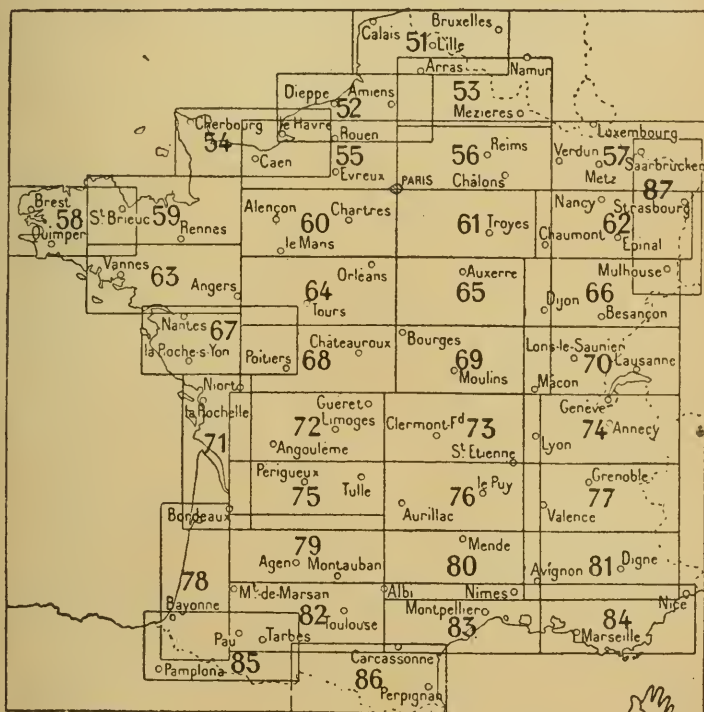 Calais
Bruxelles
51
Lille
Arras
Namur
Dieppe
Amiens
52
53
Mezieres
Cherbourg
le Havre
54
Rouen
Caen
55
Evreux
56
Reims
Châlons
Luxembourg
Verdun
57
Metz
Saarbrücken
87
PARIS
Brest
58
Quimper
St Brieuc
59
Rennes
Alençon
60
Chartres
le Mans
61
Troyes
Nancy
Strasbourg
62
Chaumont
Epinal
Vannes
63
Angers
Orléans
64
Tours
Auxerre
65
Mulhouse
66
Dijon
Besançon
Nantes
67
la Roche-s-Yon
Poitiers
Châteauroux
68
Bourges
69
Moulins
Lons-le-Saunier
70
Lausanne
Mâcon
Niort
la Rochelle
71
Gueret
72
Limoges
Angoulème
Clermont-Fd
73
St Etienne
Genève
74
Annecy
Lyon
Périgueux
75
Tulle
76
le Puy
Aurillac
Grenoble
77
Valence
Bordeaux
78
Bayonne
79
Agen
Montauban
80
Mende
81
Digne
Avignon
Mt-de-Marsan
82
Toulouse
Albi
Nimes
Montpellier
83
84
Nice
Marseille
Pau
Tarbes
85
Pamplona
Carcassonne
86
Perpignan